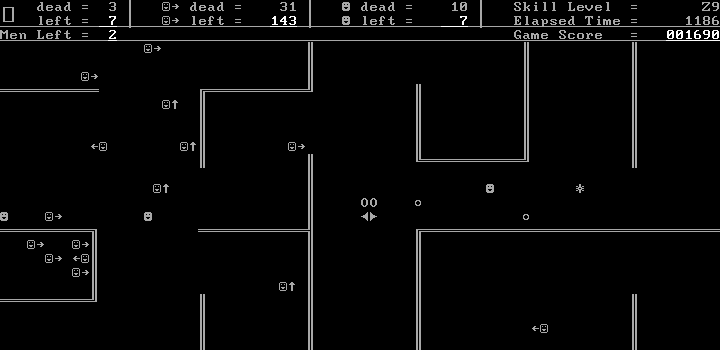 dead = 3 dead = 31 dead = 10 Skill Level = Z9
left = 7 left = 143 left = 7 Elapsed Time = 1186
Men Left = 2 Game Score = 001690